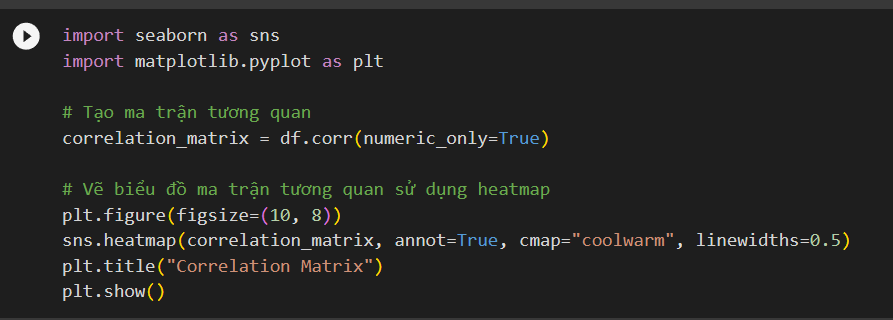 import seaborn as sns
import matplotlib.pyplot as plt
# Tạo ma trận tương quan
correlation_matrix = df.corr(numeric_only=True)
# Vẽ biểu đồ ma trận tương quan sử dụng heatmap
plt.figure(figsize=(10, 8))
sns.heatmap(correlation_matrix, annot=True, cmap="coolwarm", linewidths=0.5)
plt.title("Correlation Matrix")
plt.show()